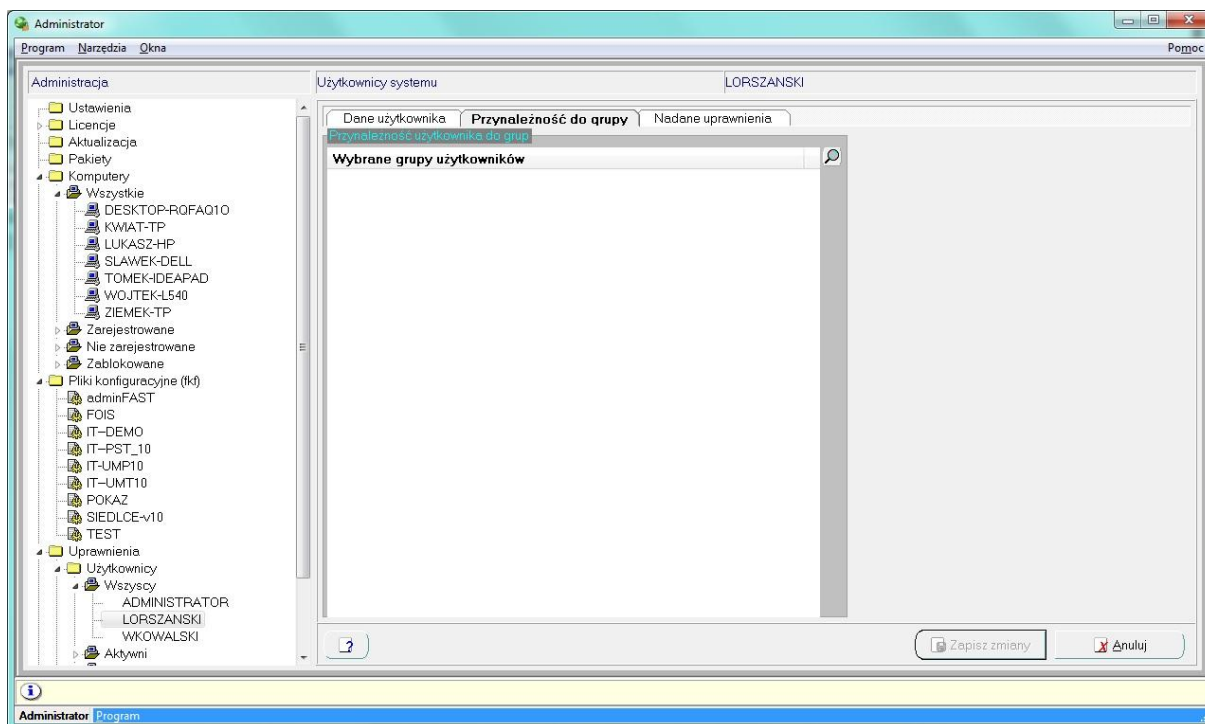 Administrator
Program Narzędzia Okna Pomoc
Administracja
Użytkownicy systemu
LORSZANSKI
Ustawienia
Licencje
Aktualizacja
Pakiety
Komputery
Wszystkie
DESKTOP-RQFAQ1O
KWIAT-TP
LUKASZ-HP
SLAWEK-DELL
TOMEK-IDEAPAD
WOJTEK-L540
ZIEMEK-TP
Zarejestrowane
Nie zarejestrowane
Zablokowane
Pliki konfiguracyjne (fkf)
adminFAST
FOIS
IT-DEMO
IT-PST_10
IT-UMP10
IT-UMT10
POKAZ
SIEDLCE-v10
TEST
Uprawnienia
Użytkownicy
Wszyscy
ADMINISTRATOR
LORSZANSKI
WKOWALSKI
Aktywni
Dane użytkownika Przynależność do grupy Nadane uprawnienia
Przynależność użytkownika do grup
Wybrane grupy użytkowników
Zapisz zmiany Anuluj
Administrator Program